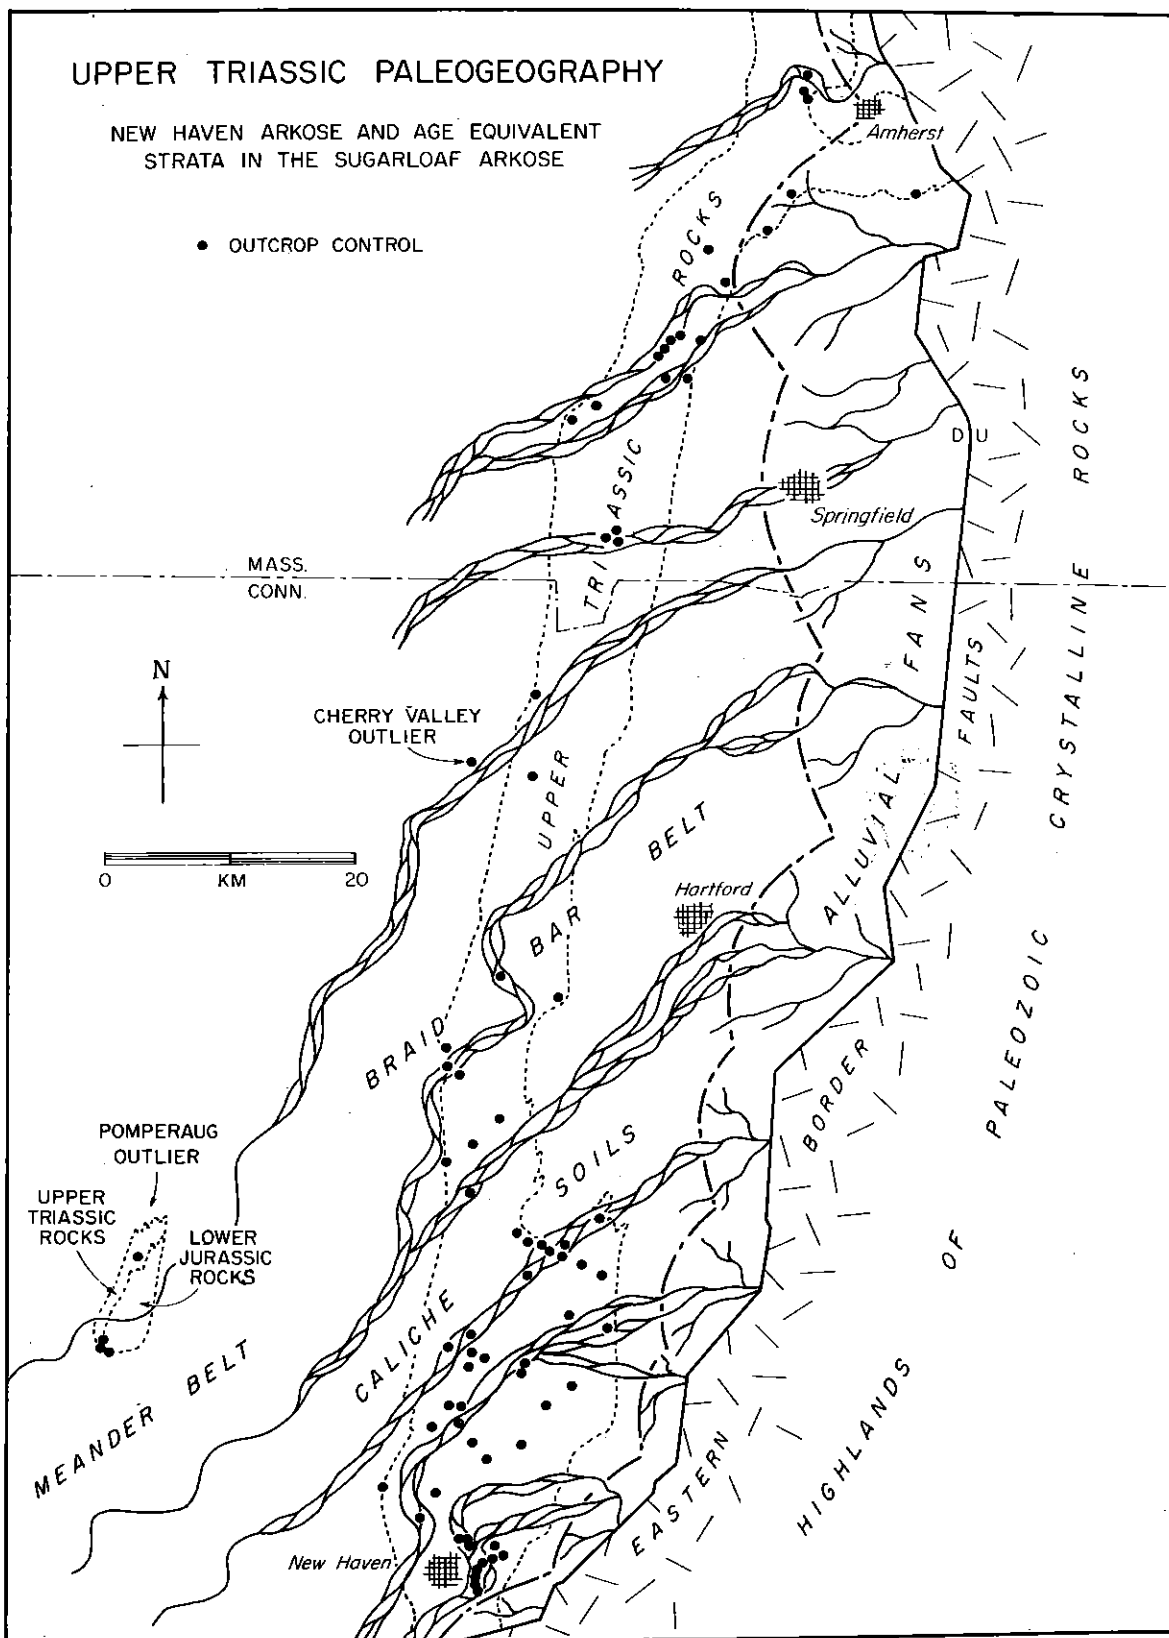 UPPER TRIASSIC PALEOGEOGRAPHY
NEW HAVEN ARKOSE AND AGE EQUIVALENT
STRATA IN THE SUGARLOAF ARKOSE
● OUTCROP CONTROL
Amherst
ROCKS
TRIASSIC
UPPER
Springfield
D U
MASS.
CONN.
N
CHERRY VALLEY
OUTLIER
0 KM 20
Hartford
BRAID BAR BELT
ALLUVIAL FANS
EASTERN BORDER FAULTS
HIGHLANDS OF PALEOZOIC CRYSTALLINE ROCKS
POMPERAUG
OUTLIER
UPPER
TRIASSIC
ROCKS
LOWER
JURASSIC
ROCKS
CALICHE SOILS
MEANDER BELT
New Haven